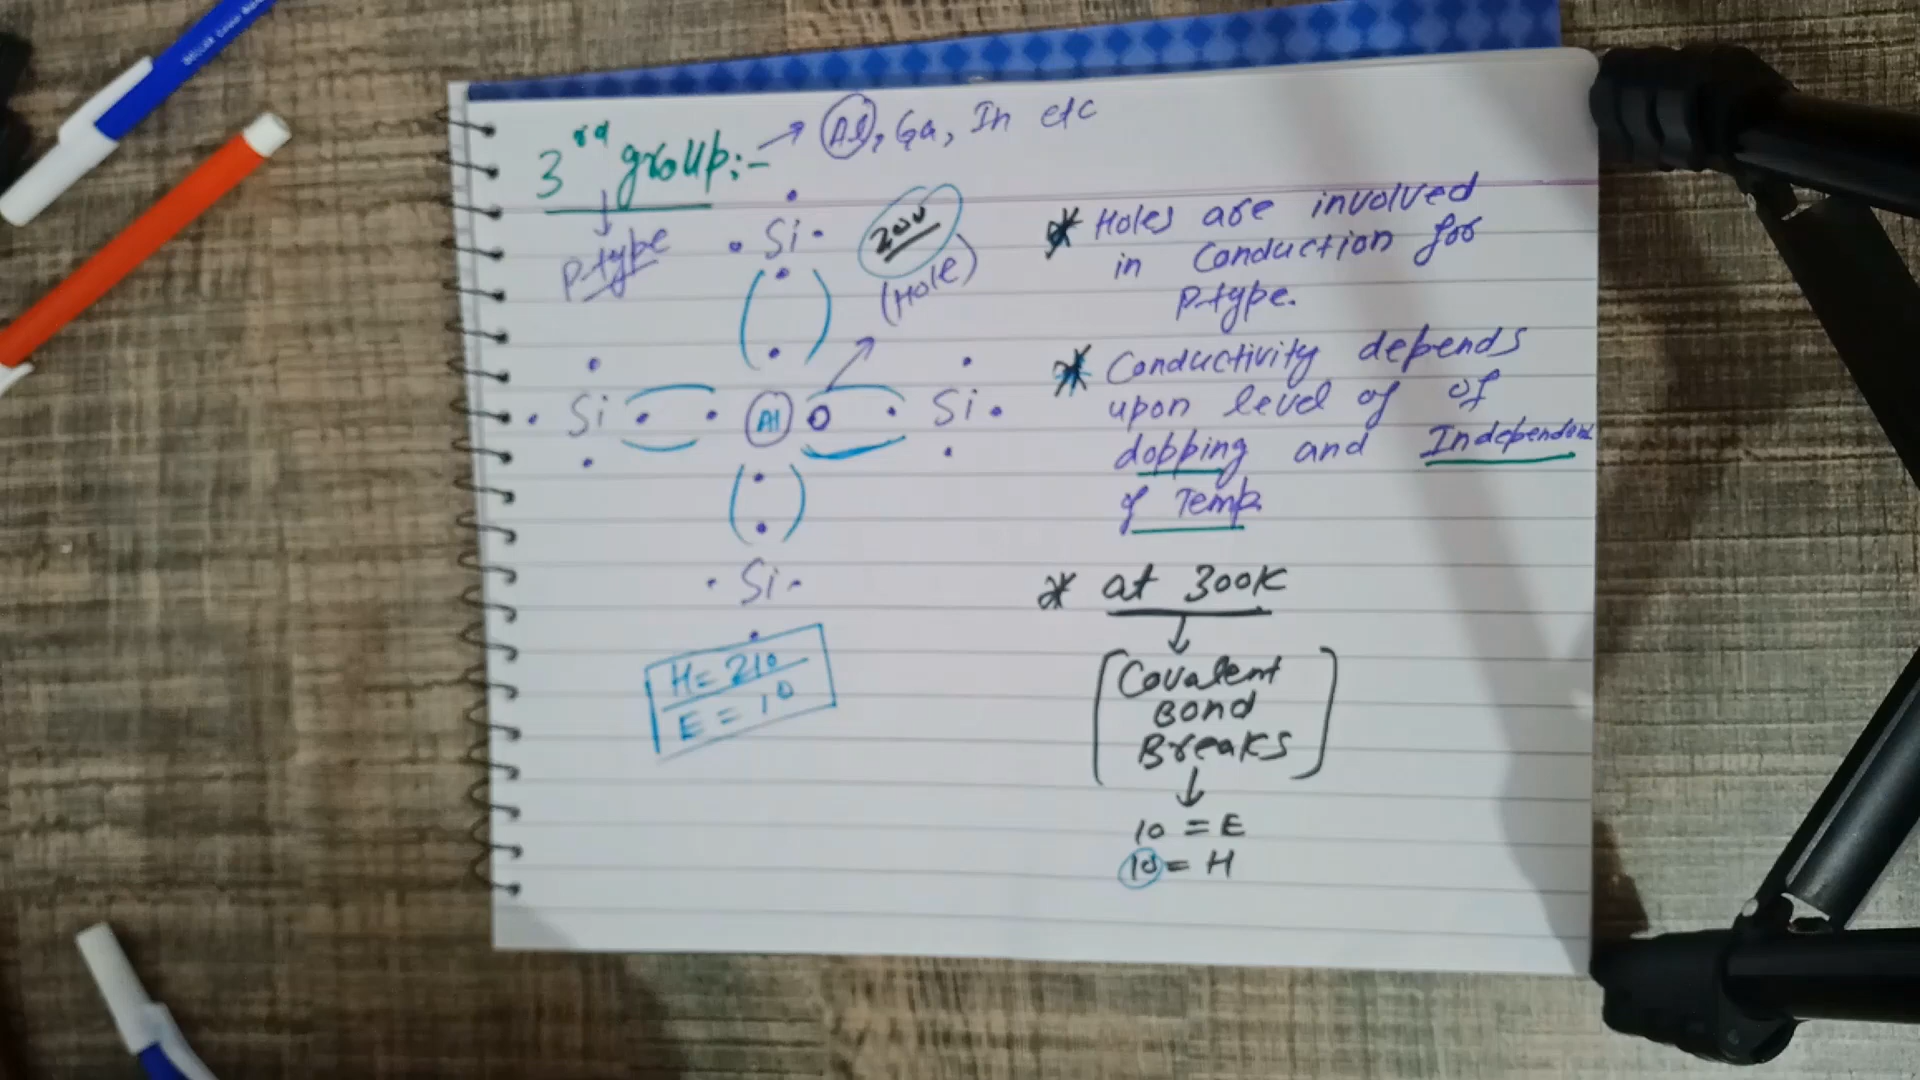 3rd group:- → Al, Ga, In etc
P-type
Si
200
(Hole)
Si
Al
Si
Si
H = 210
E = 10
* Holes are involved
in Conduction for
P-type.
* Conductivity depends
upon level of of
dopping and Independent
of Temp.
* at 300K
Covalent
Bond
Breaks
10 = E
10 = H